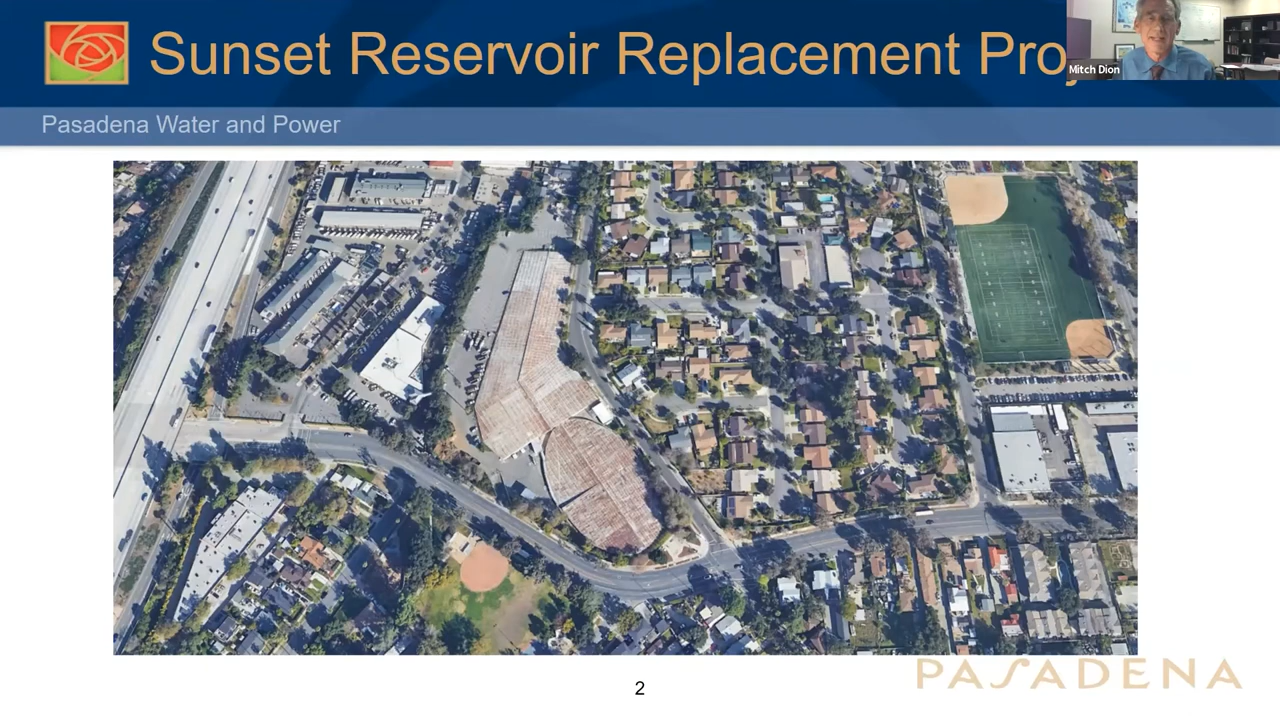 Sunset Reservoir Replacement Pro
Mitch Dion
Pasadena Water and Power
PASADENA
2